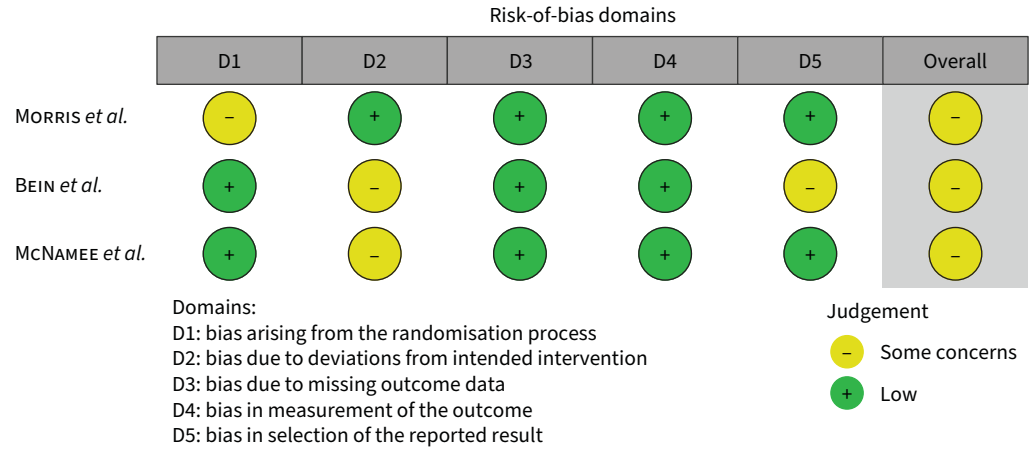 Risk-of-bias domains
D1 D2 D3 D4 D5 Overall
Morris et al. – + + + + –
Bein et al. + – + + – –
McNamee et al. + – + + + –
Domains:
D1: bias arising from the randomisation process
D2: bias due to deviations from intended intervention
D3: bias due to missing outcome data
D4: bias in measurement of the outcome
D5: bias in selection of the reported result
Judgement
– Some concerns
+ Low